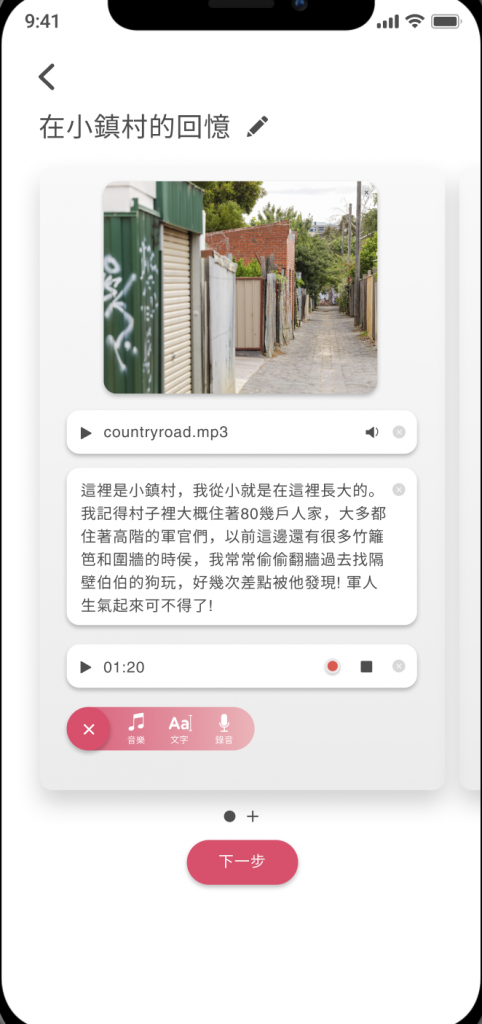 9:41
在小鎮村的回憶
countryroad.mp3
這裡是小鎮村，我從小就是在這裡長大的。
我記得村子裡大概住著80幾戶人家，大多都
住著高階的軍官們，以前這邊還有很多竹籬
笆和圍牆的時侯，我常常偷偷翻牆過去找隔
壁伯伯的狗玩，好幾次差點被他發現! 軍人
生氣起來可不得了!
01:20
Aa
音樂 文字 錄音
下一步